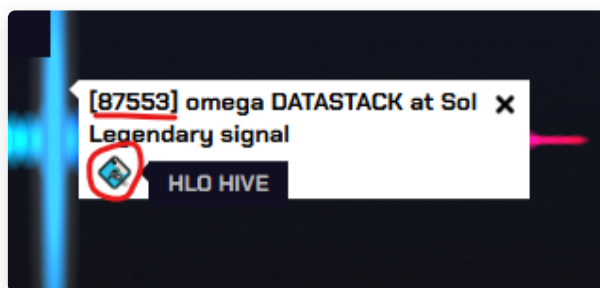 [87553] omega DATASTACK at Sol
Legendary signal
HLO HIVE